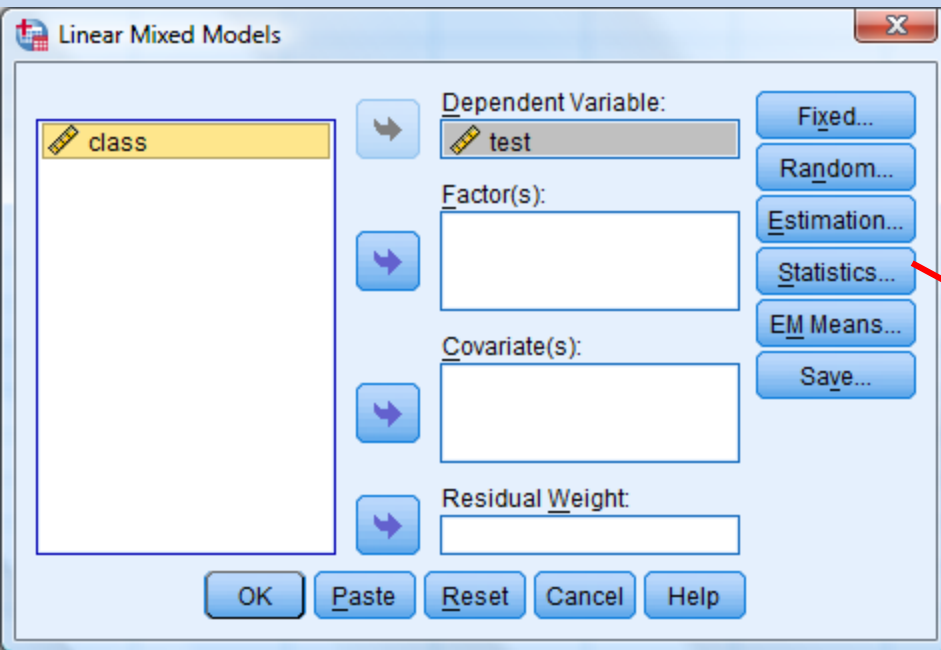 Linear Mixed Models
class
Dependent Variable:
test
Factor(s):
Covariate(s):
Residual Weight:
Fixed...
Random...
Estimation...
Statistics...
EM Means...
Save...
OK
Paste
Reset
Cancel
Help